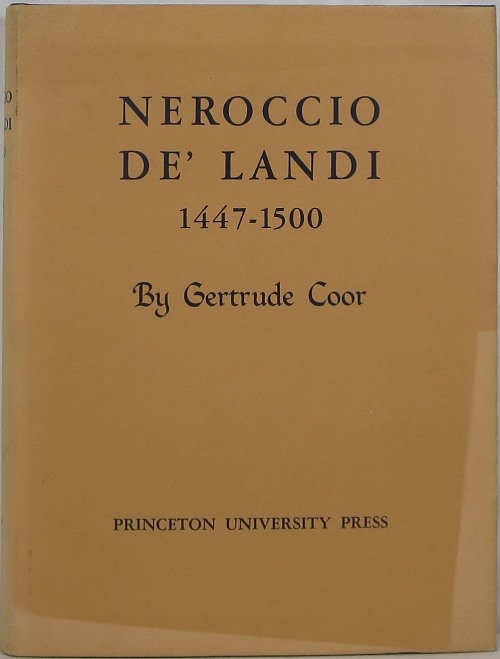 NEROCCIO
DE' LANDI
1447-1500
By Gertrude Coor
PRINCETON UNIVERSITY PRESS